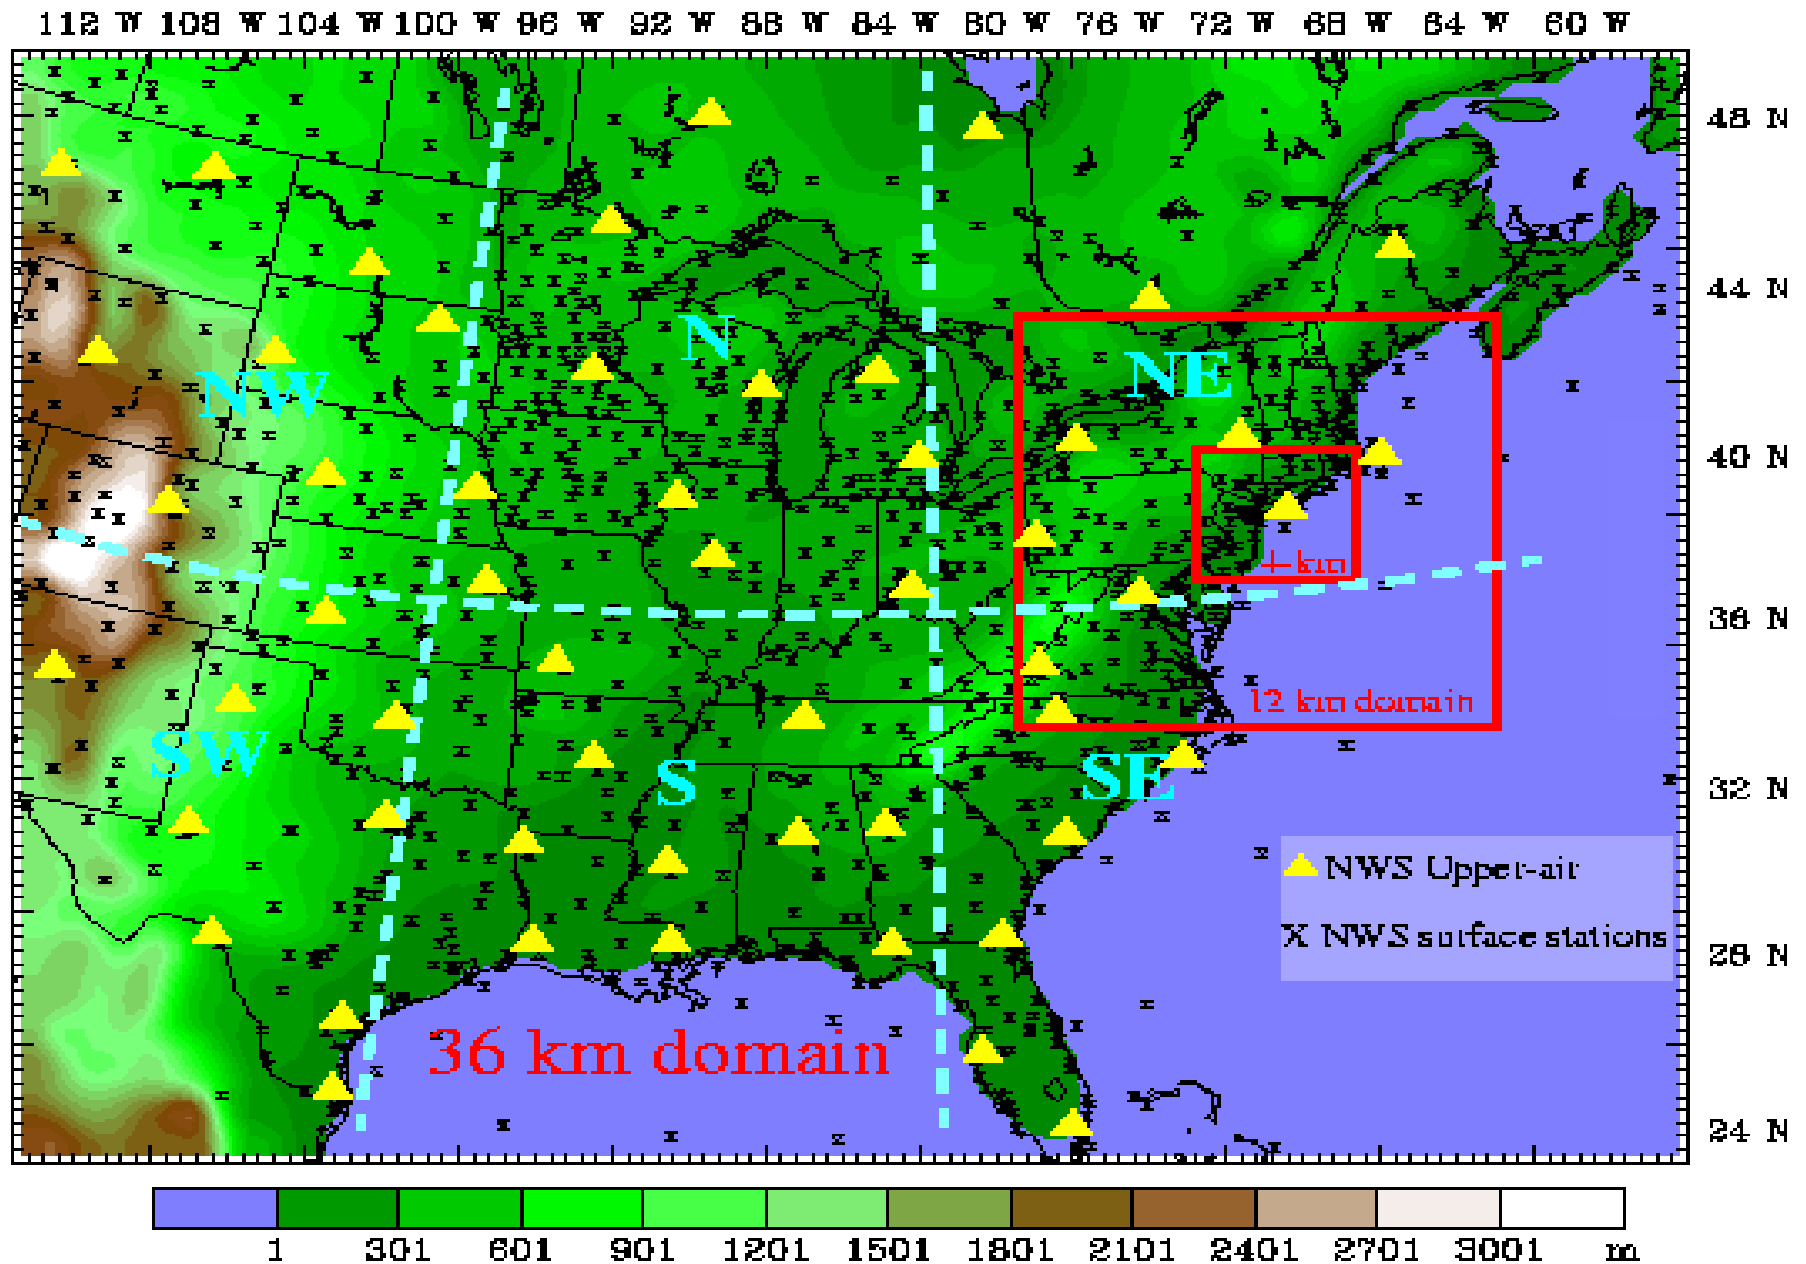 112 W 108 W 104 W 100 W 96 W 92 W 88 W 84 W 80 W 76 W 72 W 68 W 64 W 60 W
48 N
44 N
N
NE
NW
40 N
4 km
36 N
12 km domain
SW
S
SE
32 N
NWS Upper-air
X NWS surface stations
28 N
36 km domain
24 N
1 301 601 901 1201 1501 1801 2101 2401 2701 3001 m